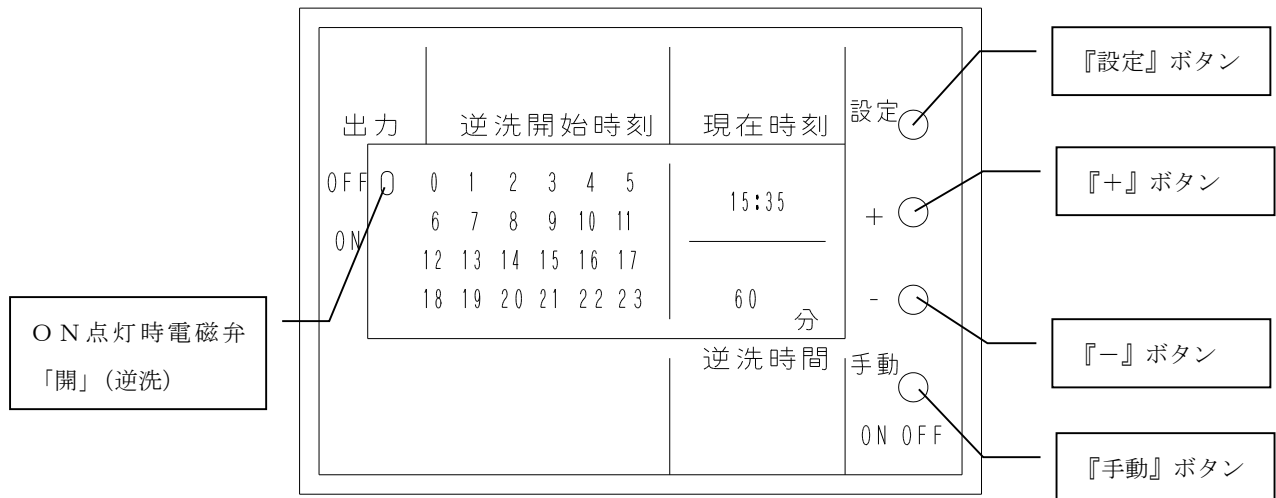 『設定』ボタン
設定
出力
逆洗開始時刻
現在時刻
OFF 0 1 2 3 4 5
15:35
『＋』ボタン
6 7 8 9 10 11
+
ON
12 13 14 15 16 17
18 19 20 21 22 23
60
-
分
ＯＮ点灯時電磁弁
「開」（逆洗）
逆洗時間
手動
『－』ボタン
ON OFF
『手動』ボタン